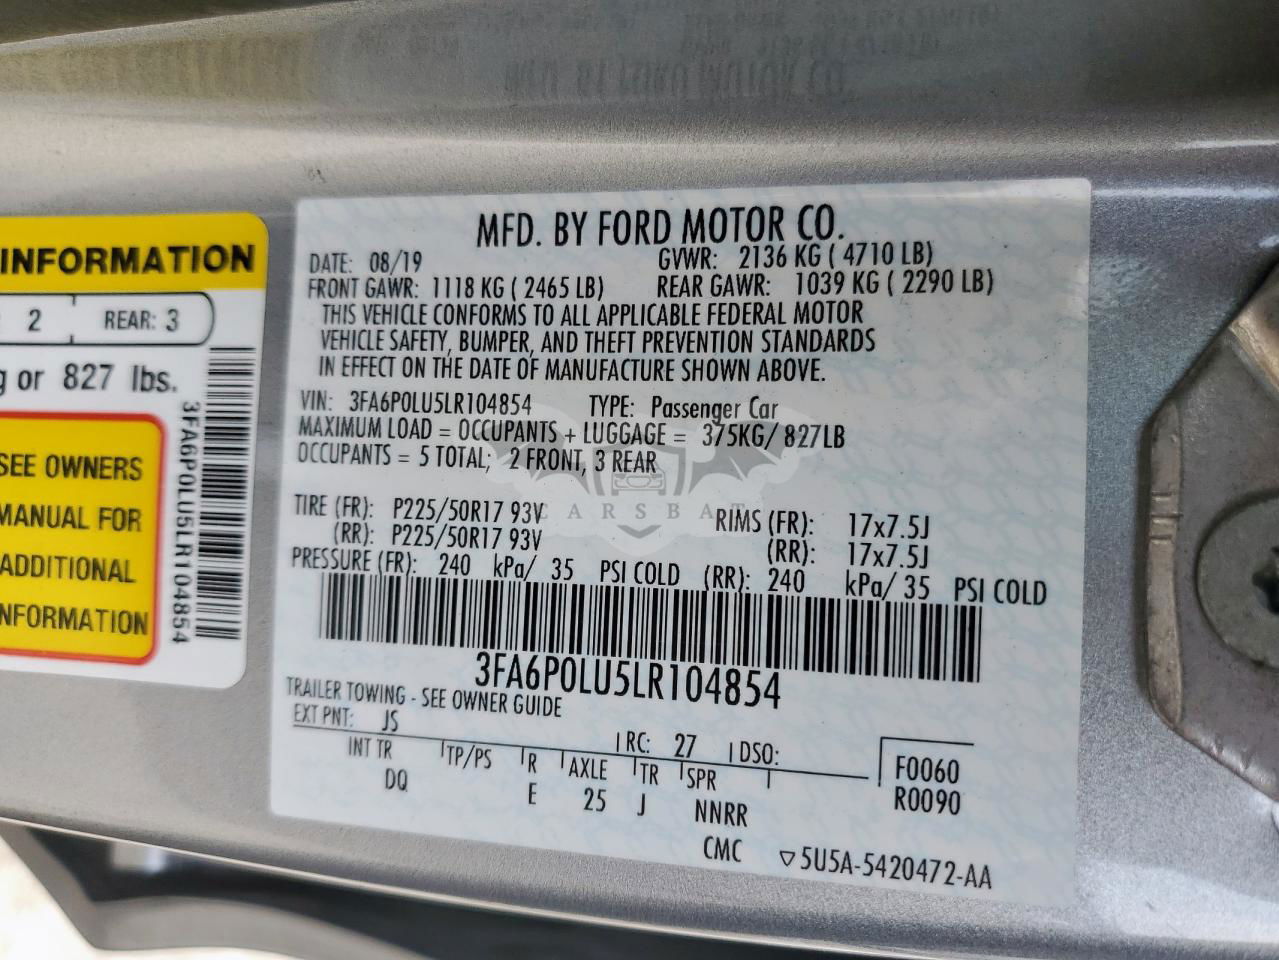 INFORMATION
2 REAR: 3
g or 827 lbs.
SEE OWNERS
MANUAL FOR
ADDITIONAL
INFORMATION
3FA6P0LU5LR104854
MFD. BY FORD MOTOR CO.
DATE: 08/19 GVWR: 2136 KG ( 4710 LB)
FRONT GAWR: 1118 KG ( 2465 LB) REAR GAWR: 1039 KG ( 2290 LB)
THIS VEHICLE CONFORMS TO ALL APPLICABLE FEDERAL MOTOR
VEHICLE SAFETY, BUMPER, AND THEFT PREVENTION STANDARDS
IN EFFECT ON THE DATE OF MANUFACTURE SHOWN ABOVE.
VIN: 3FA6P0LU5LR104854 TYPE: Passenger Car
MAXIMUM LOAD = OCCUPANTS + LUGGAGE = 375KG/ 827LB
OCCUPANTS = 5 TOTAL; 2 FRONT, 3 REAR
CARSBAT
TIRE (FR): P225/50R17 93V RIMS (FR): 17x7.5J
(RR): P225/50R17 93V (RR): 17x7.5J
PRESSURE (FR): 240 kPa/ 35 PSI COLD (RR): 240 kPa/ 35 PSI COLD
3FA6P0LU5LR104854
TRAILER TOWING - SEE OWNER GUIDE
EXT PNT: JS RC: 27 DSO:
INT TR TP/PS R AXLE TR SPR F0060
DQ E 25 J NNRR R0090
CMC ▽5U5A-5420472-AA